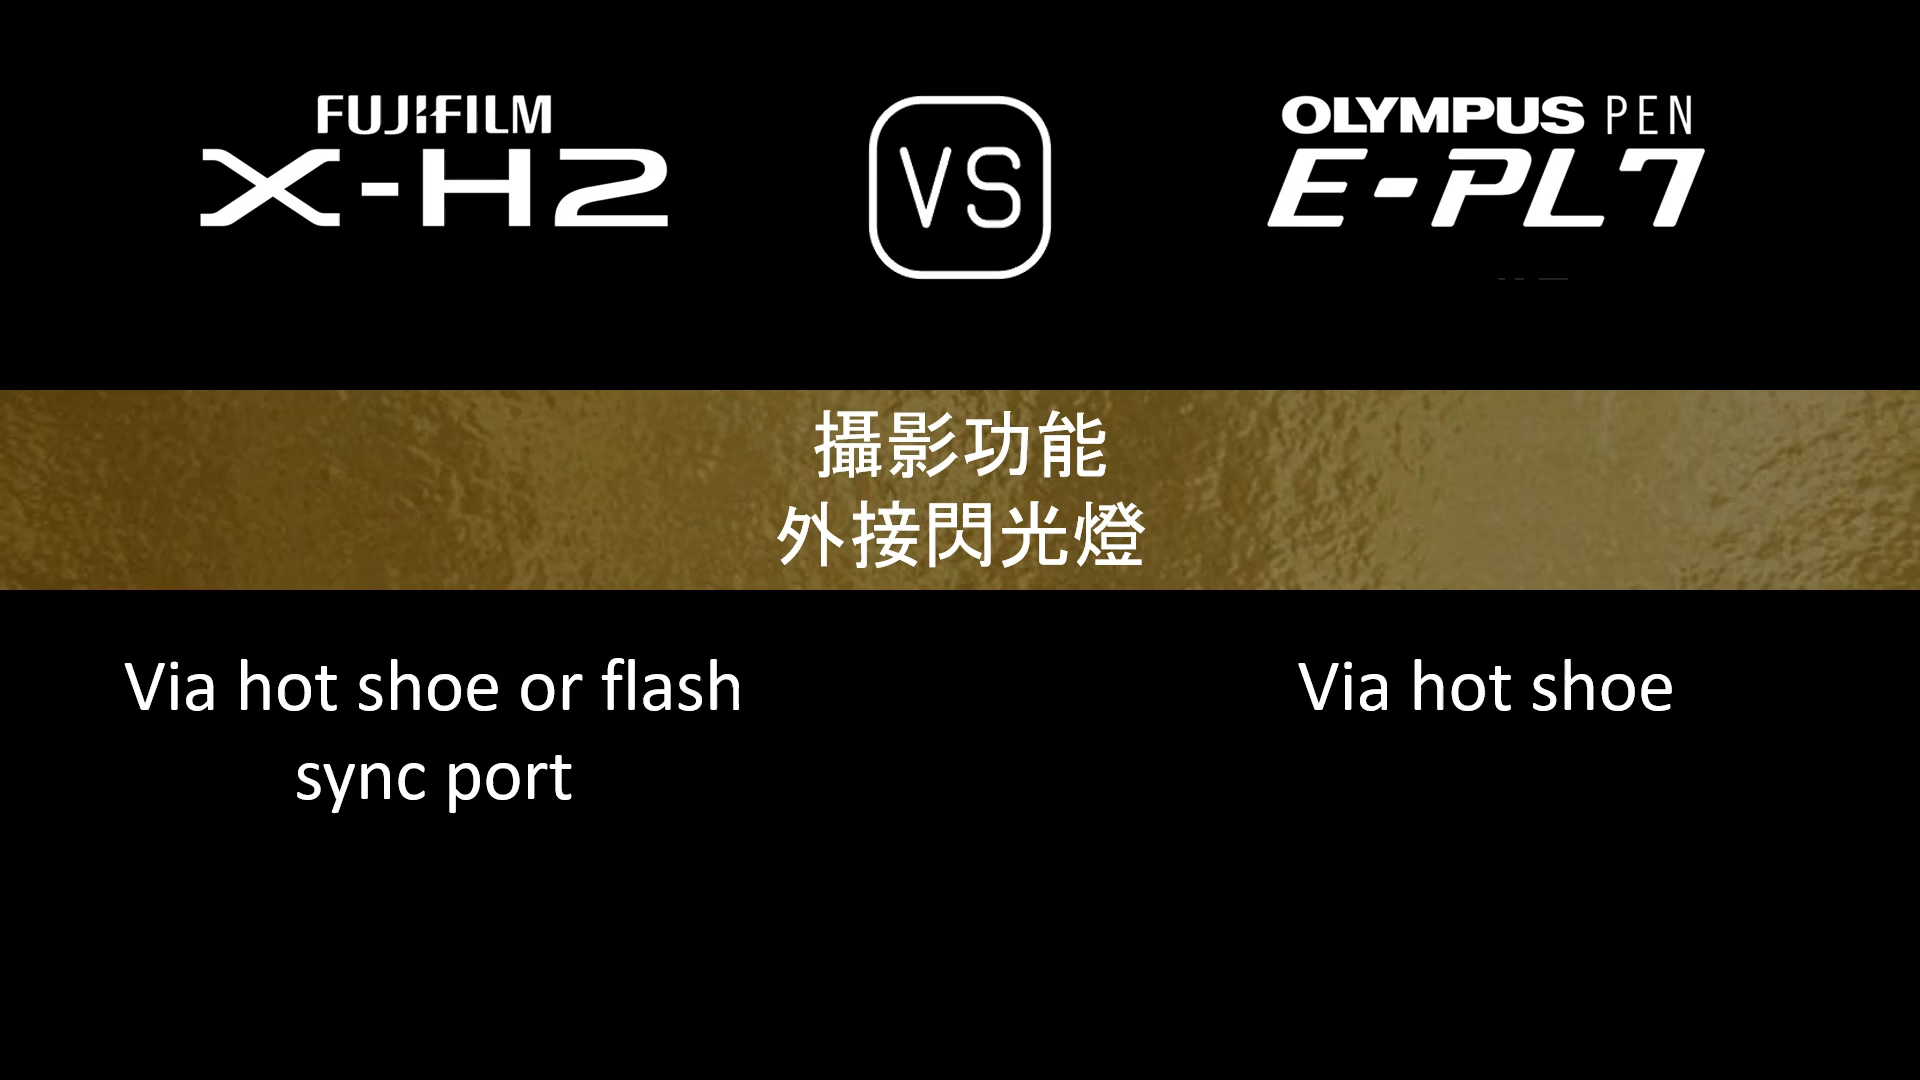 FUJIFILM
X-H2
VS
OLYMPUS PEN
E-PL7
攝影功能
外接閃光燈
Via hot shoe or flash
sync port
Via hot shoe